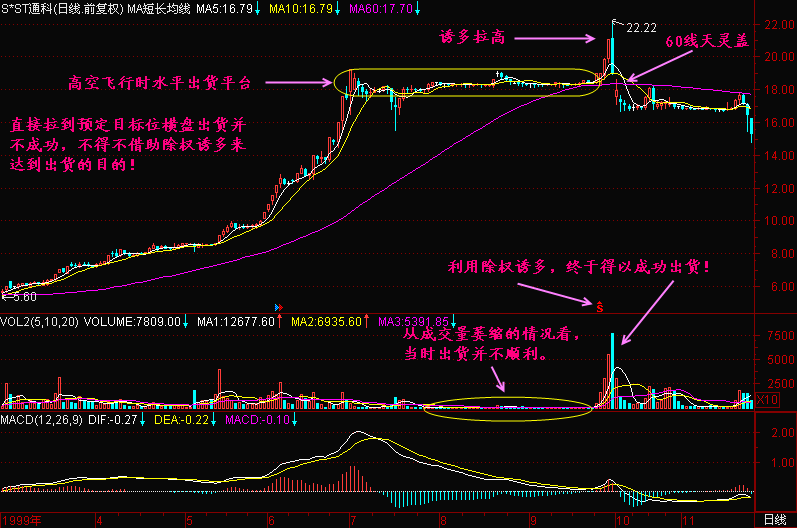 S*ST通科(日线.前复权) MA短长均线 MA5:16.79↓ MA10:16.79↓ MA60:17.70↓
22.22
22.00
诱多拉高
60线天灵盖
20.00
高空飞行时水平出货平台
18.00
直接拉到预定目标位横盘出货并
不成功,不得不借助除权诱多来
达到出货的目的!
16.00
14.00
12.00
10.00
8.00
利用除权诱多,终于得以成功出货!
6.00
←5.60
S
VOL2(5,10,20) VOLUME:7809.00↓ MA1:12677.60↑ MA2:6935.60↑ MA3:5391.85↓
从成交量萎缩的情况看,
当时出货并不顺利。
7500
5000
2500
X10
MACD(12,26,9) DIF:-0.27↓ DEA:-0.22↓ MACD:-0.10↓
2.00
1.00
1999年 4 5 6 7 8 9 10 11 日线